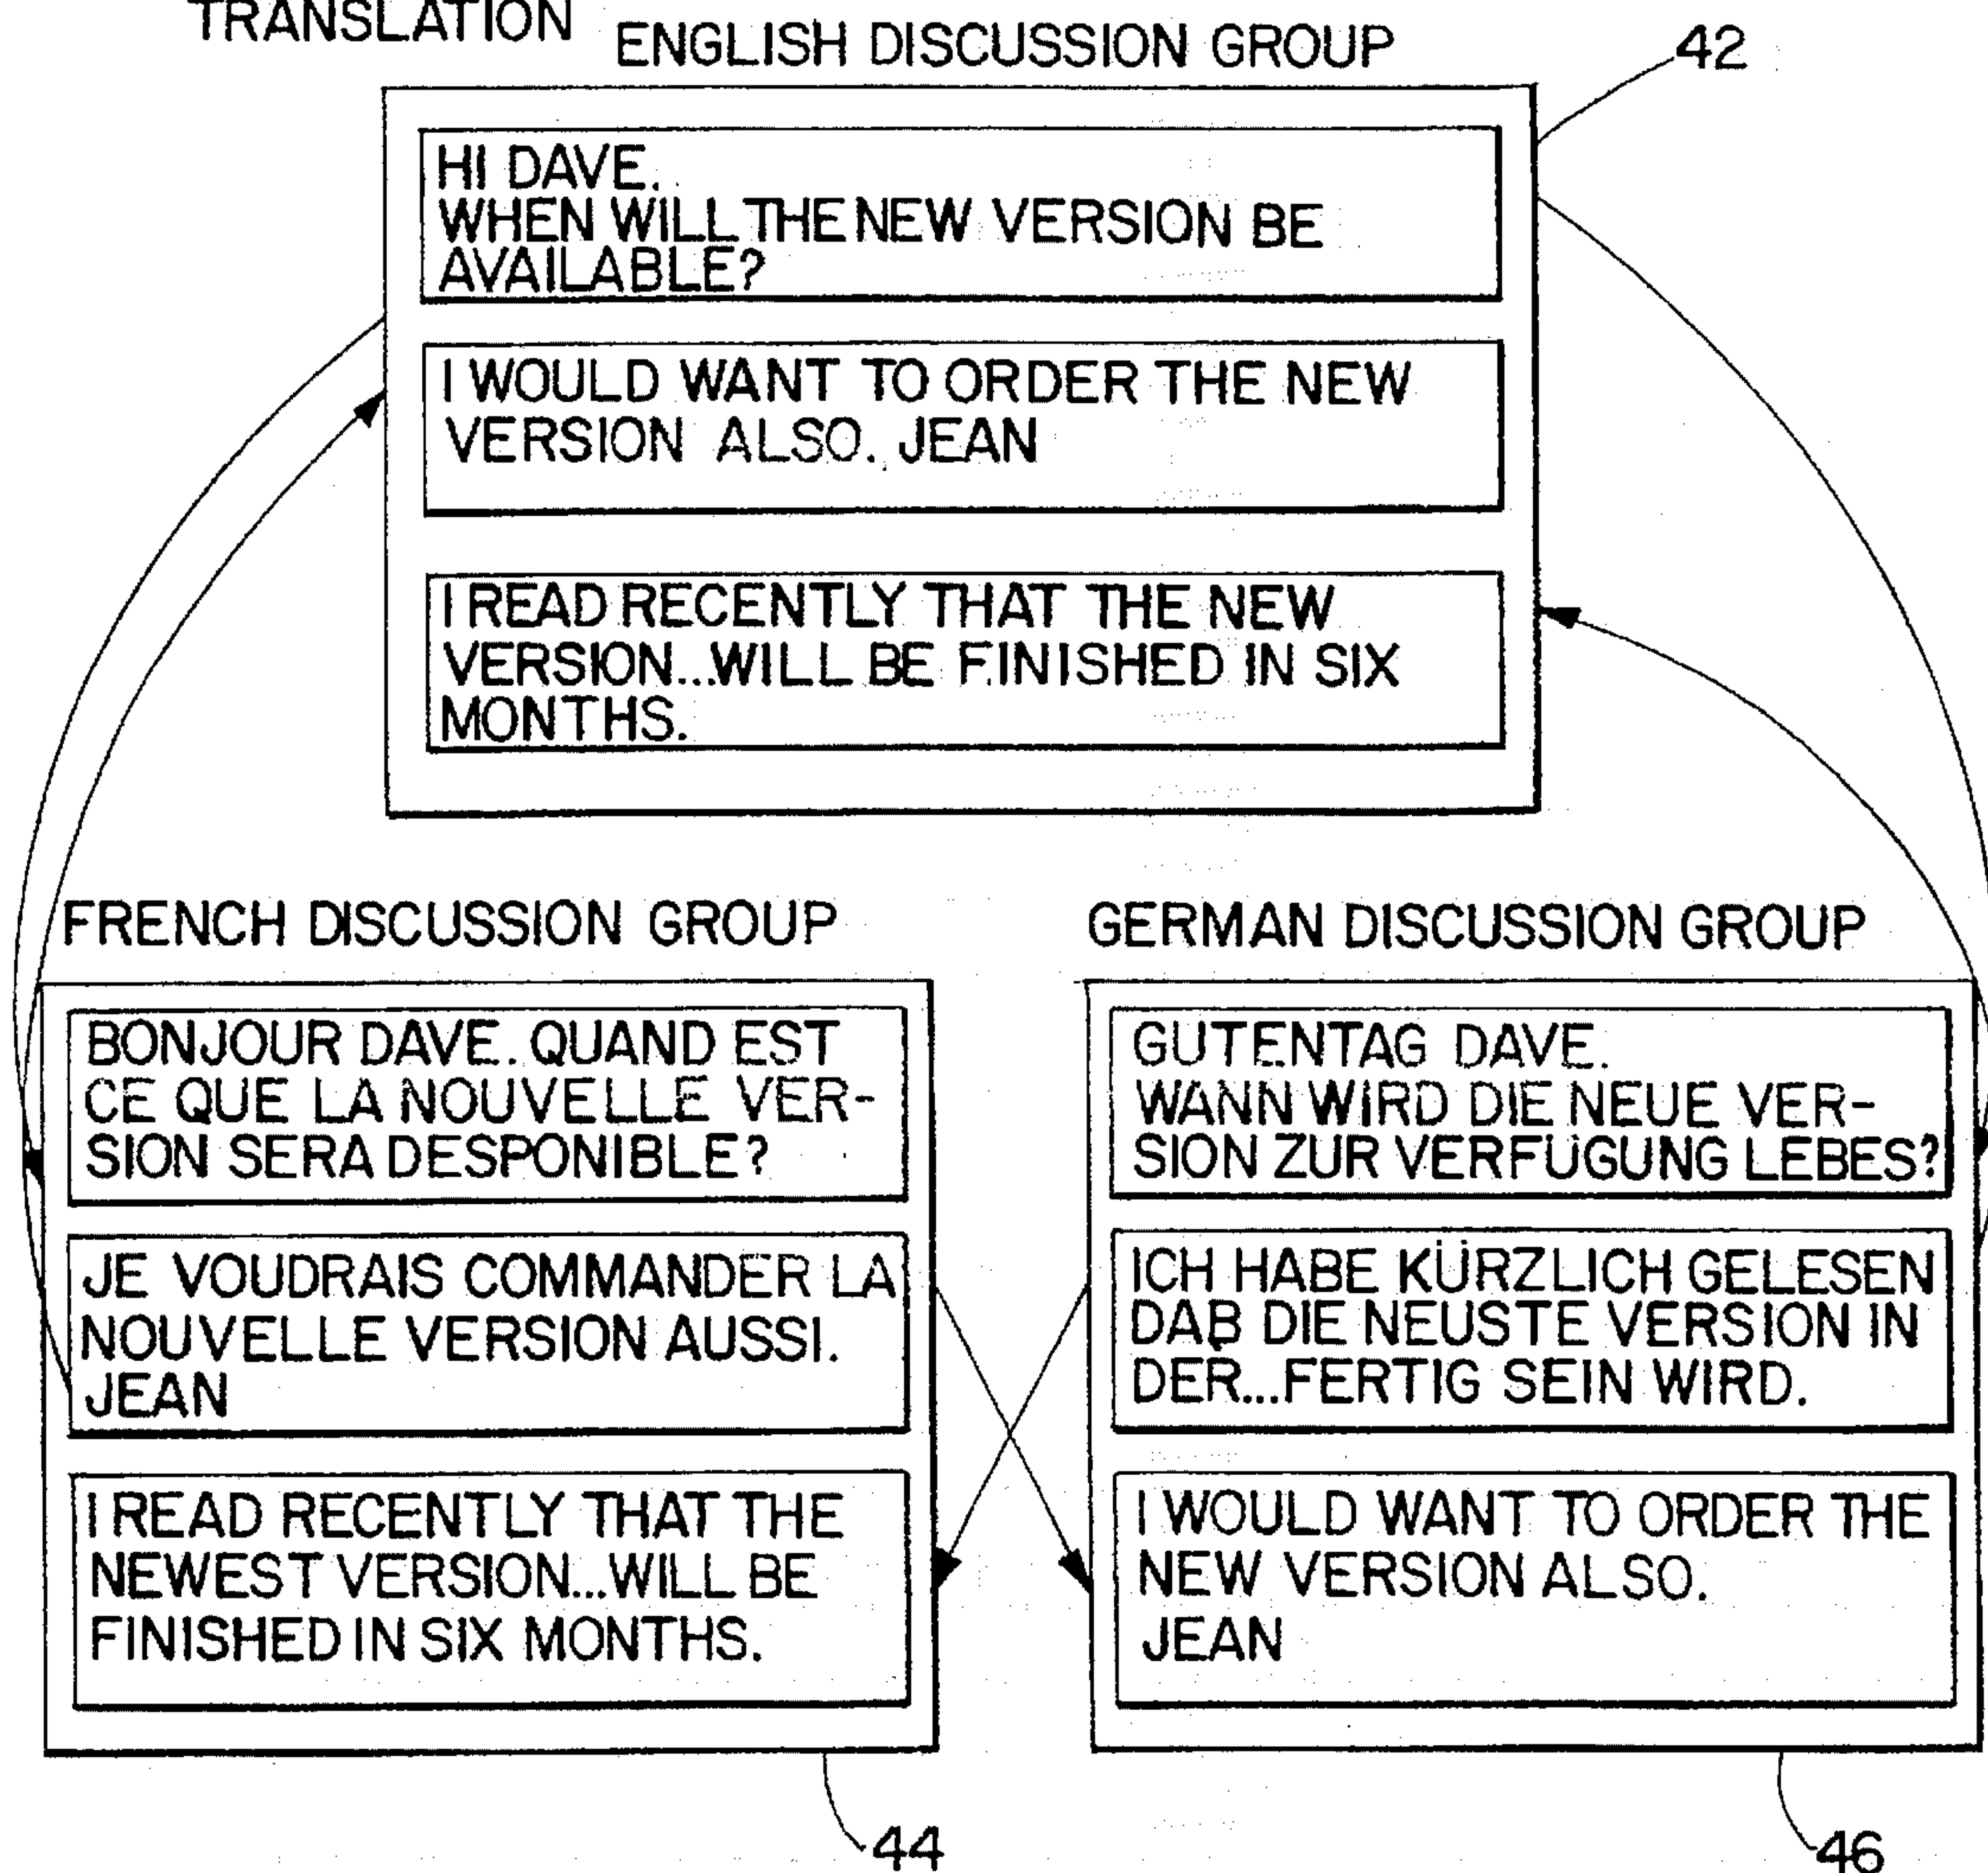 TRANSLATION
ENGLISH DISCUSSION GROUP
42
HI DAVE.
WHEN WILL THE NEW VERSION BE
AVAILABLE?
I WOULD WANT TO ORDER THE NEW
VERSION ALSO. JEAN
I READ RECENTLY THAT THE NEW
VERSION...WILL BE FINISHED IN SIX
MONTHS.
FRENCH DISCUSSION GROUP
BONJOUR DAVE. QUAND EST
CE QUE LA NOUVELLE VER-
SION SERA DESPONIBLE?
JE VOUDRAIS COMMANDER LA
NOUVELLE VERSION AUSSI.
JEAN
I READ RECENTLY THAT THE
NEWEST VERSION...WILL BE
FINISHED IN SIX MONTHS.
44
GERMAN DISCUSSION GROUP
GUTENTAG DAVE.
WANN WIRD DIE NEUE VER-
SION ZUR VERFÜGUNG LEBES?
ICH HABE KÜRZLICH GELESEN
DAB DIE NEUSTE VERSION IN
DER...FERTIG SEIN WIRD.
I WOULD WANT TO ORDER THE
NEW VERSION ALSO.
JEAN
46